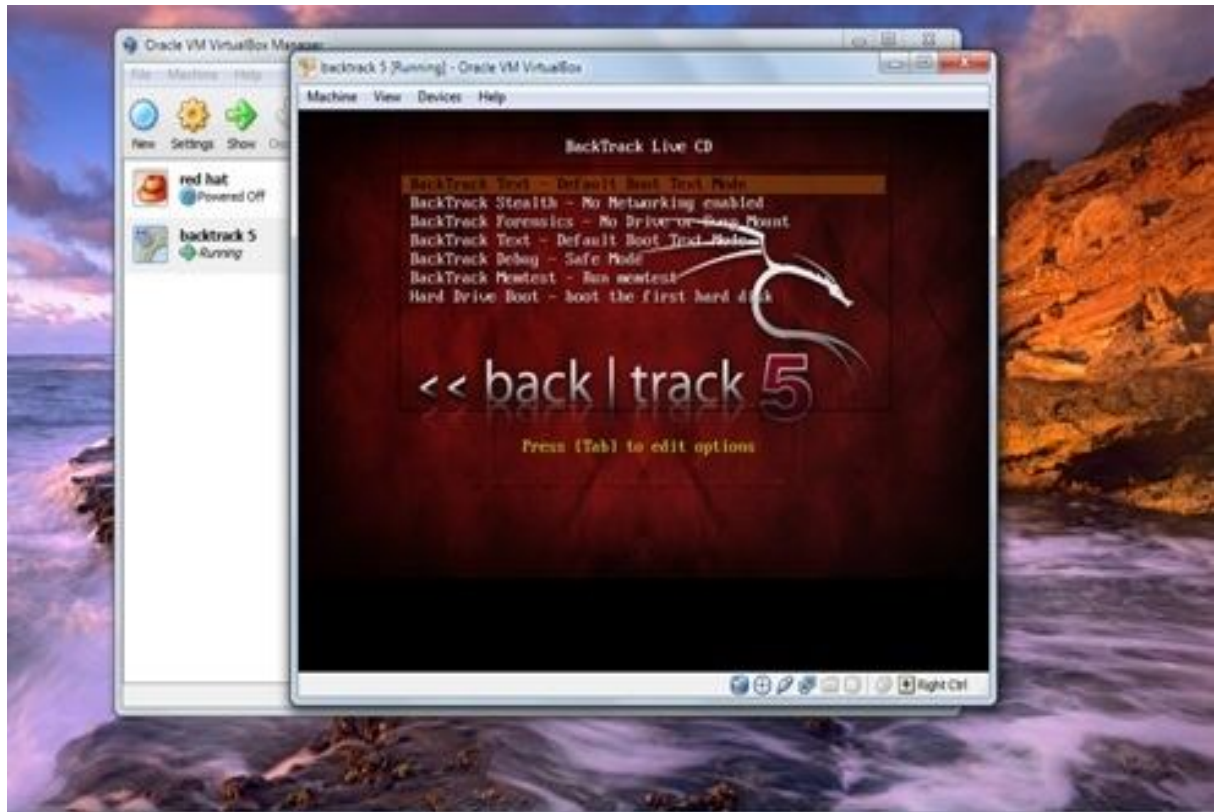 Oracle VM VirtualBox Manager
File Machine Help
New Settings Show
red hat
Powered Off
backtrack 5
Running
backtrack 5 [Running] - Oracle VM VirtualBox
Machine View Devices Help
BackTrack Live CD
BackTrack Text - Default Boot Text Mode
BackTrack Stealth - No Networking enabled
BackTrack Forensics - No Drive or Swap Mount
BackTrack Text - Default Boot Text Mode
BackTrack Debug - Safe Mode
BackTrack Memtest - Run memtest
Hard Drive Boot - boot the first hard disk
<< back | track 5
Press [Tab] to edit options
Right Ctrl